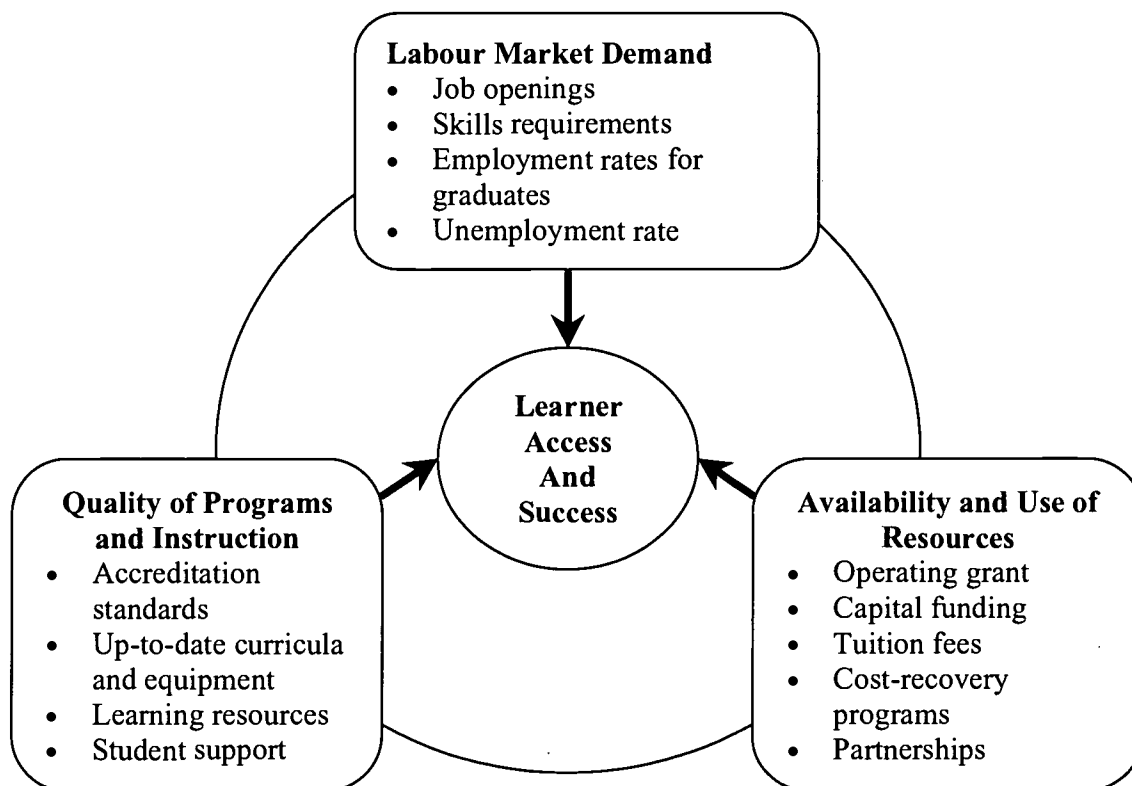 Labour Market Demand
• Job openings
• Skills requirements
• Employment rates for
graduates
• Unemployment rate
Learner
Access
And
Success
Quality of Programs
and Instruction
• Accreditation
standards
• Up-to-date curricula
and equipment
• Learning resources
• Student support
Availability and Use of
Resources
• Operating grant
• Capital funding
• Tuition fees
• Cost-recovery
programs
• Partnerships